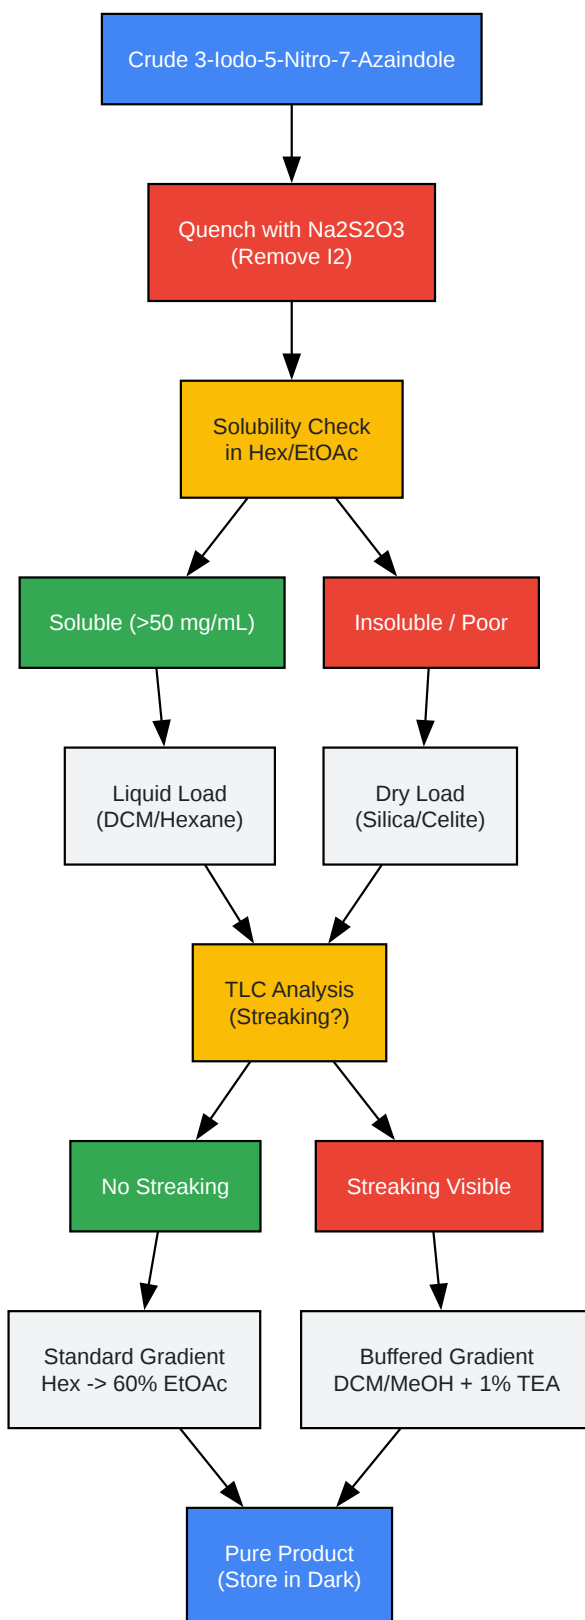 Crude 3-Iodo-5-Nitro-7-Azaindole
Quench with Na2S2O3
(Remove I2)
Solubility Check
in Hex/EtOAc
Soluble (>50 mg/mL)
Insoluble / Poor
Liquid Load
(DCM/Hexane)
Dry Load
(Silica/Celite)
TLC Analysis
(Streaking?)
No Streaking
Streaking Visible
Standard Gradient
Hex -> 60% EtOAc
Buffered Gradient
DCM/MeOH + 1% TEA
Pure Product
(Store in Dark)